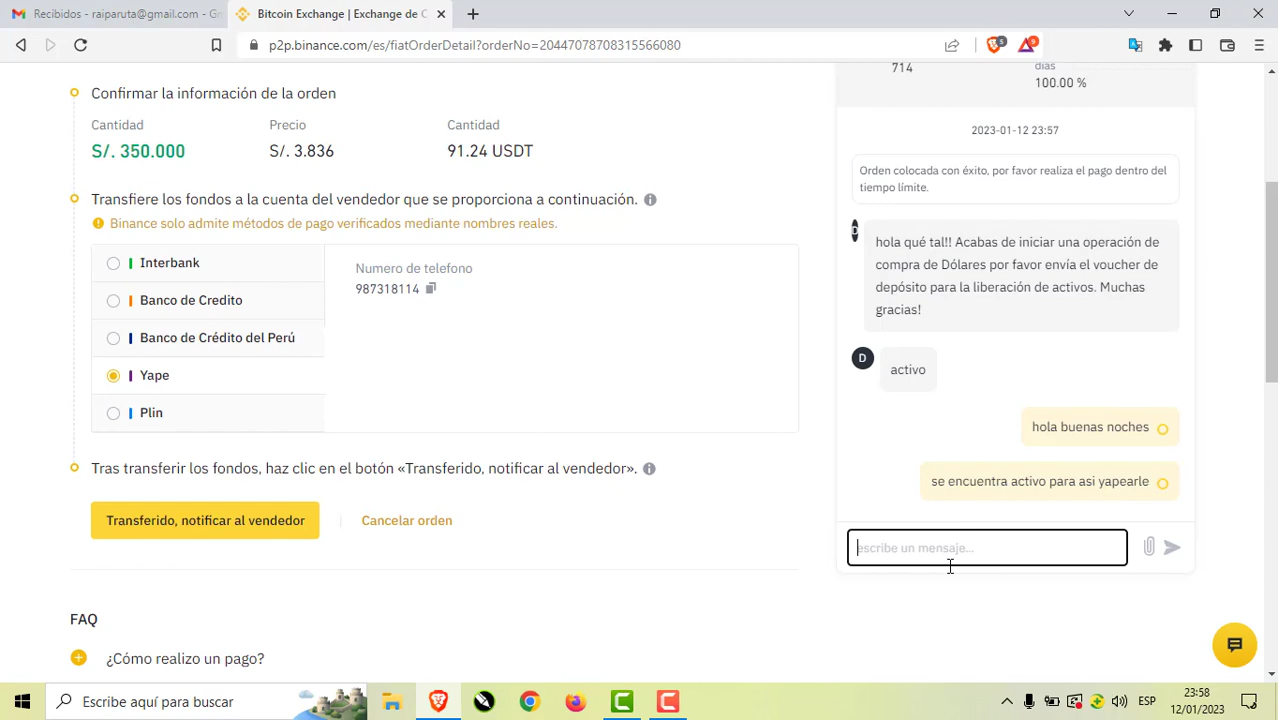 Recibidos - raiparuta@gmail.com - Gr
Bitcoin Exchange | Exchange de C
p2p.binance.com/es/fiatOrderDetail?orderNo=20447078708315566080
5
9
Confirmar la información de la orden
Cantidad
Precio
Cantidad
S/. 350.000
S/. 3.836
91.24 USDT
Transfiere los fondos a la cuenta del vendedor que se proporciona a continuación.
Binance solo admite métodos de pago verificados mediante nombres reales.
Interbank
Banco de Credito
Banco de Crédito del Perú
Yape
Plin
Numero de telefono
987318114
Tras transferir los fondos, haz clic en el botón «Transferido, notificar al vendedor».
Transferido, notificar al vendedor
Cancelar orden
FAQ
¿Cómo realizo un pago?
714
días
100.00 %
2023-01-12 23:57
Orden colocada con éxito, por favor realiza el pago dentro del
tiempo límite.
D
hola qué tal!! Acabas de iniciar una operación de
compra de Dólares por favor envía el voucher de
depósito para la liberación de activos. Muchas
gracias!
D
activo
hola buenas noches
se encuentra activo para asi yapearle
escribe un mensaje...
Escribe aquí para buscar
ESP
23:58
12/01/2023